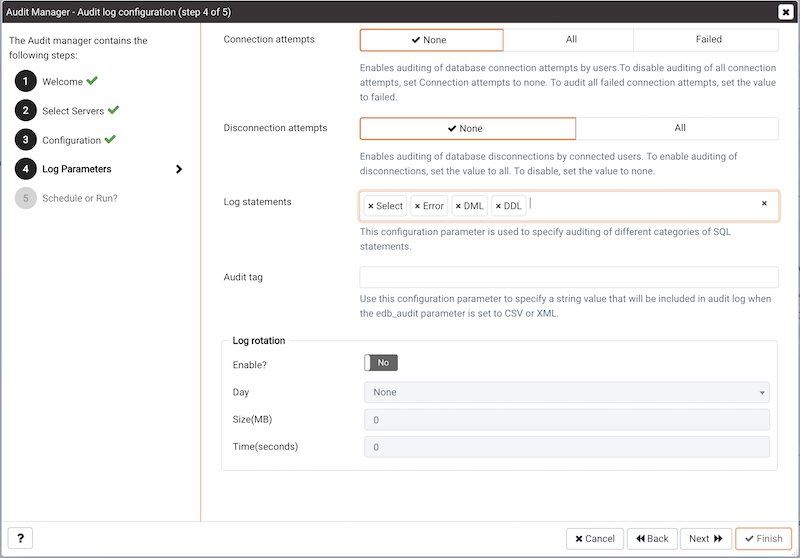 Audit Manager - Audit log configuration (step 4 of 5)
The Audit manager contains the
following steps:
1 Welcome
2 Select Servers
3 Configuration
4 Log Parameters
5 Schedule or Run?
Connection attempts
None All Failed
Enables auditing of database connection attempts by users.To disable auditing of all connection
attempts, set Connection attempts to none. To audit all failed connection attempts, set the value
to failed.
Disconnection attempts
None All
Enables auditing of database disconnections by connected users. To enable auditing of
disconnections, set the value to all. To disable, set the value to none.
Log statements
× Select × Error × DML × DDL ×
This configuration parameter is used to specify auditing of different categories of SQL
statements.
Audit tag
Use this configuration parameter to specify a string value that will be included in audit log when
the edb_audit parameter is set to CSV or XML.
Log rotation
Enable? No
Day None
Size(MB) 0
Time(seconds) 0
? Cancel Back Next Finish